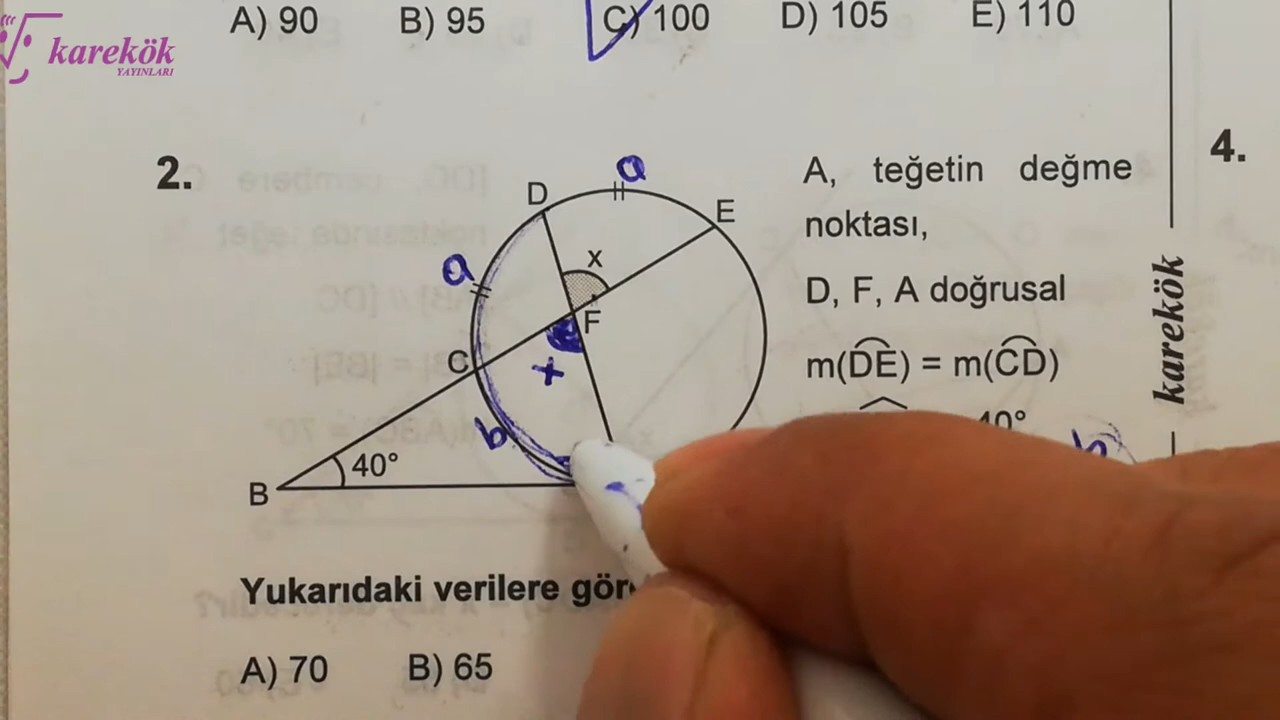 A) 90 B) 95 C) 100 D) 105 E) 110
karekök
YAYINLARI
2.
D
a
E
a
x
F
C
x
b
B
40°
A, teğetin değme
noktası,
D, F, A doğrusal
m(DE) = m(CD)
40°
b
Yukarıdaki verilere
A) 70 B) 65
karekök
4.